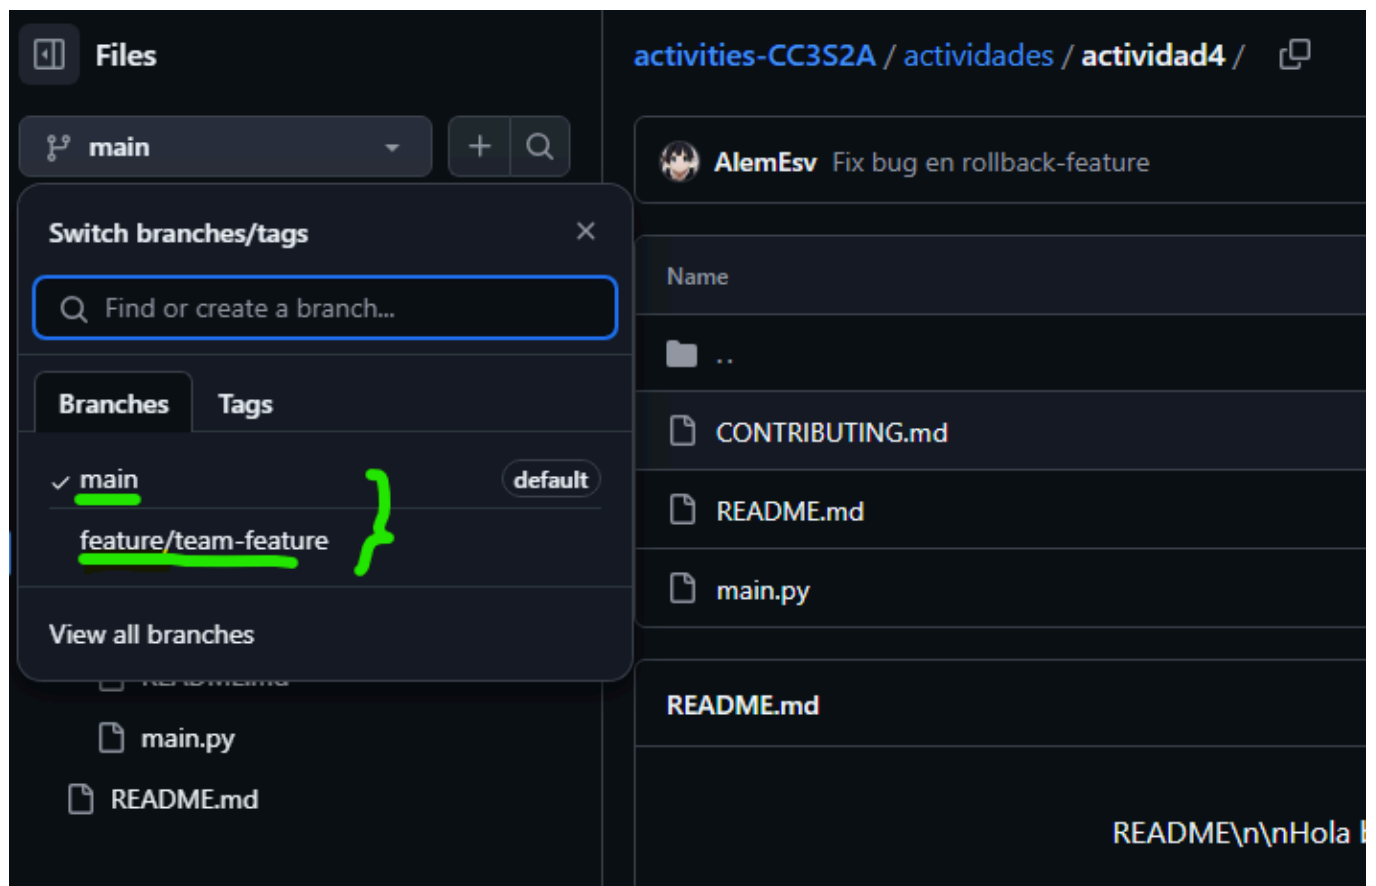 Files
main
Switch branches/tags
Find or create a branch...
Branches Tags
main default
feature/team-feature
View all branches
main.py
README.md
activities-CC3S2A / actividades / actividad4 /
AlemEsv Fix bug en rollback-feature
Name
..
CONTRIBUTING.md
README.md
main.py
README.md
README\n\nHola